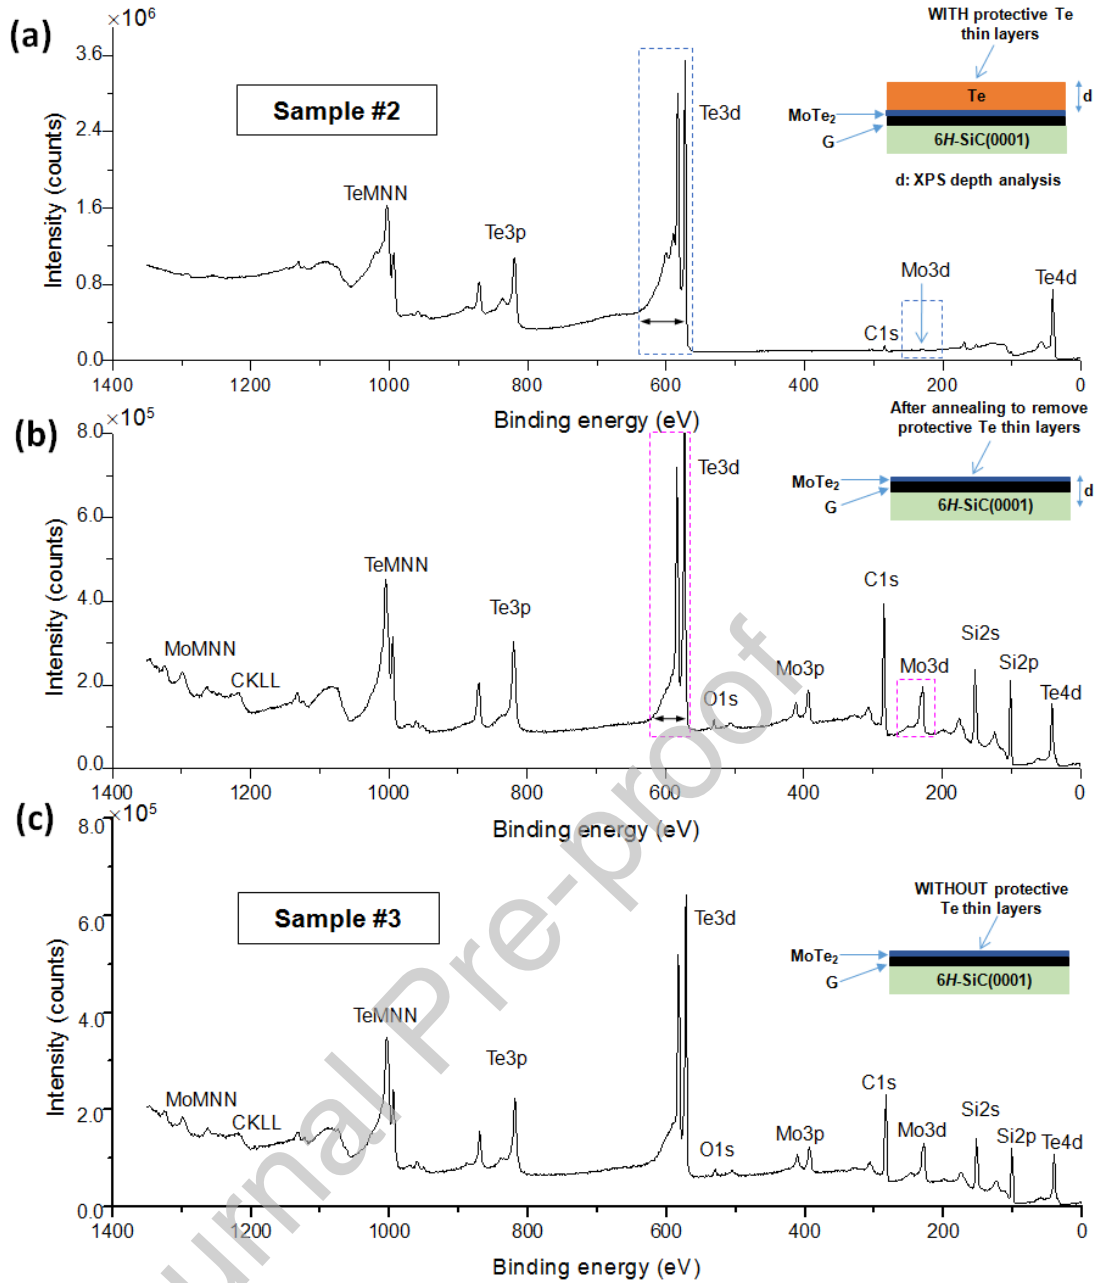 (a)
×10⁶
Sample #2
WITH protective Te
thin layers
Te
d
MoTe₂
G
6H-SiC(0001)
d: XPS depth analysis
Intensity (counts)
3.6
2.4
1.6
0.8
0.0
TeMNN
Te3p
Te3d
C1s
Mo3d
Te4d
1400 1200 1000 800 600 400 200 0
Binding energy (eV)
(b)
×10⁵
After annealing to remove
protective Te thin layers
MoTe₂
G
6H-SiC(0001)
d
Intensity (counts)
8.0
6.0
4.0
2.0
0.0
MoMNN
CKLL
TeMNN
Te3p
Te3d
O1s
Mo3p
C1s
Mo3d
Si2s
Si2p
Te4d
1400 1200 1000 800 600 400 200 0
Binding energy (eV)
(c)
×10⁵
Sample #3
WITHOUT protective
Te thin layers
MoTe₂
G
6H-SiC(0001)
Intensity (counts)
8.0
6.0
4.0
2.0
0.0
MoMNN
CKLL
TeMNN
Te3p
Te3d
O1s
Mo3p
C1s
Mo3d
Si2s
Si2p
Te4d
1400 1200 1000 800 600 400 200 0
Binding energy (eV)
urnal Pre-proof